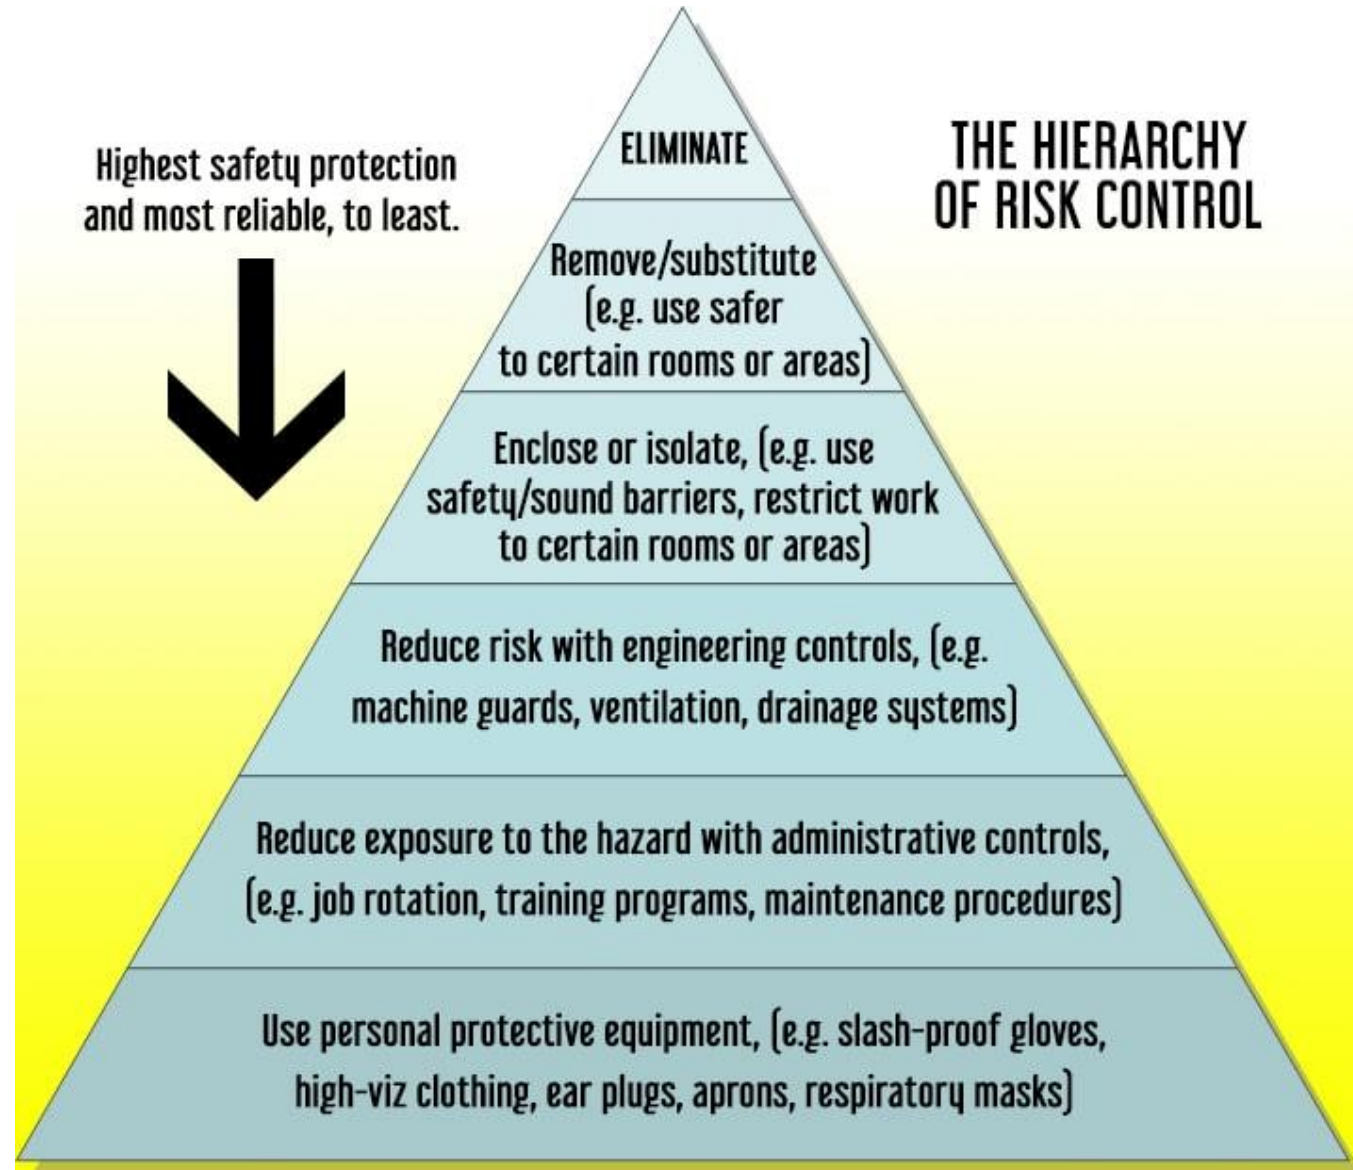 THE HIERARCHY
OF RISK CONTROL
Highest safety protection
and most reliable, to least.
ELIMINATE
Remove/substitute
(e.g. use safer
to certain rooms or areas)
Enclose or isolate, (e.g. use
safety/sound barriers, restrict work
to certain rooms or areas)
Reduce risk with engineering controls, (e.g.
machine guards, ventilation, drainage systems)
Reduce exposure to the hazard with administrative controls,
(e.g. job rotation, training programs, maintenance procedures)
Use personal protective equipment, (e.g. slash-proof gloves,
high-viz clothing, ear plugs, aprons, respiratory masks)